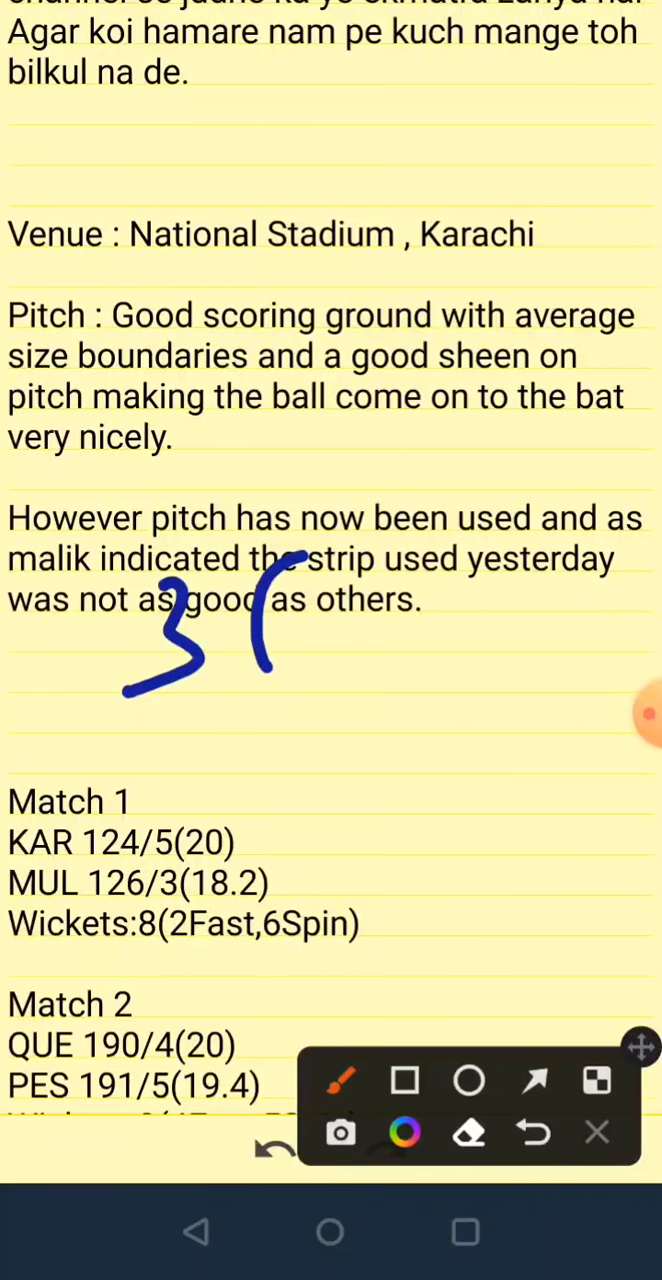 Agar koi hamare nam pe kuch mange toh
bilkul na de.
Venue : National Stadium , Karachi
Pitch : Good scoring ground with average
size boundaries and a good sheen on
pitch making the ball come on to the bat
very nicely.
However pitch has now been used and as
malik indicated the strip used yesterday
was not as good as others.
3 (
Match 1
KAR 124/5(20)
MUL 126/3(18.2)
Wickets:8(2Fast,6Spin)
Match 2
QUE 190/4(20)
PES 191/5(19.4)